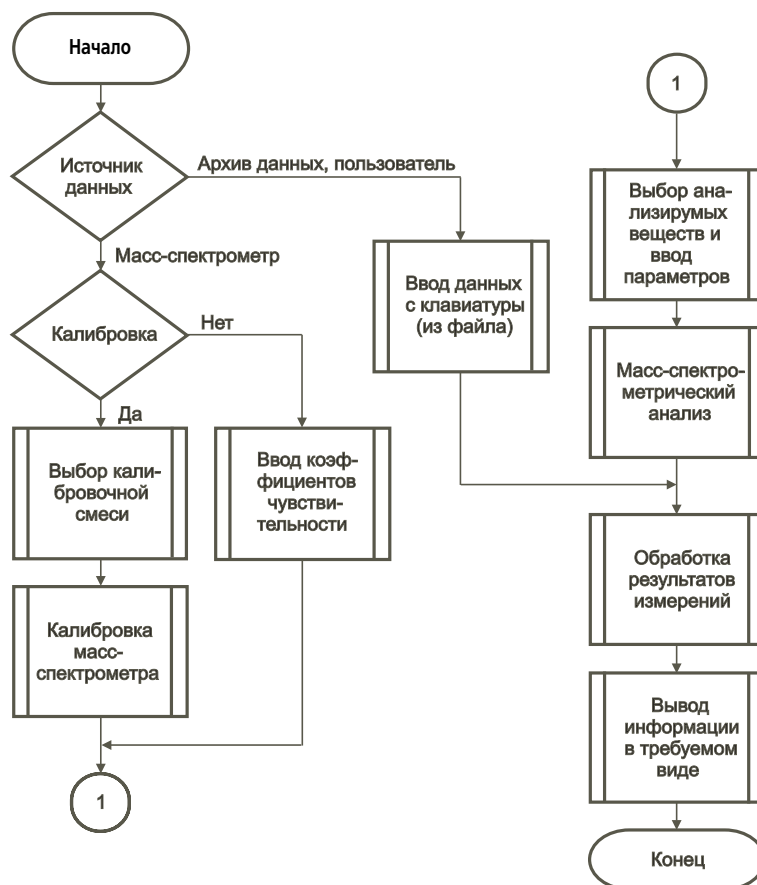 Начало
Источник
данных
Архив данных, пользователь
Масс-спектрометр
Калибровка
Нет
Да
Выбор кали-
бровочной
смеси
Ввод коэф-
фициентов
чувстви-
тельности
Калибровка
масс-
спектрометра
1
Ввод данных
с клавиатуры
(из файла)
1
Выбор ана-
лизирумых
веществ и
ввод
параметров
Масс-спектро-
метрический
анализ
Обработка
результатов
измерений
Вывод
информации
в требуемом
виде
Конец